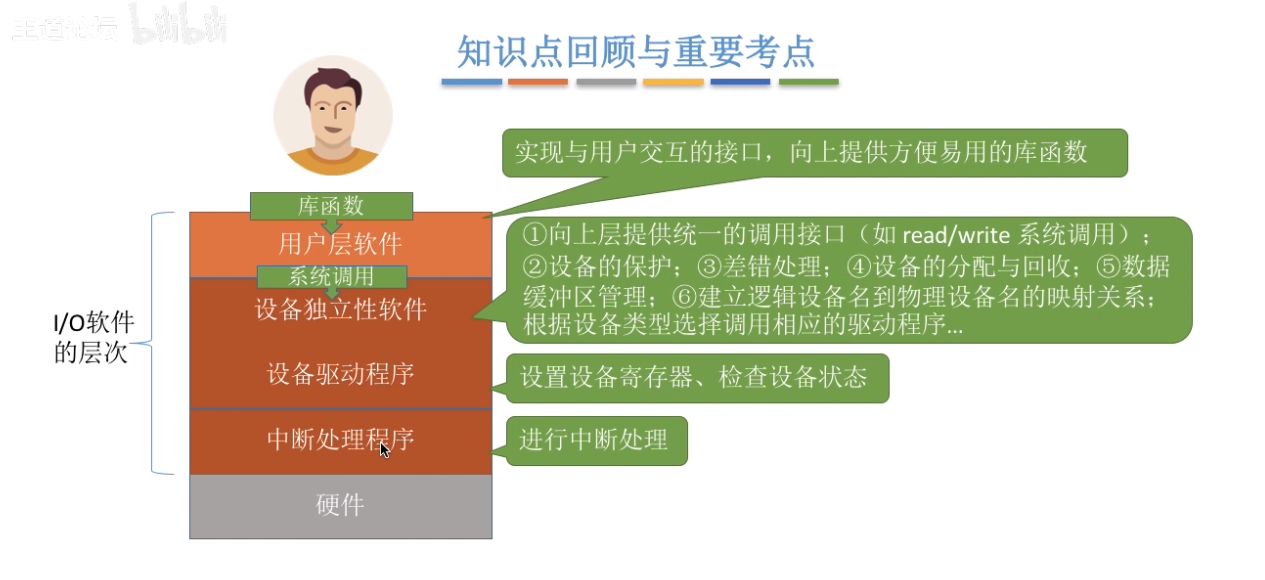 王道论坛 bilibili
知识点回顾与重要考点
实现与用户交互的接口，向上提供方便易用的库函数
库函数
用户层软件
系统调用
①向上层提供统一的调用接口（如 read/write 系统调用）；
②设备的保护；③差错处理；④设备的分配与回收；⑤数据
缓冲区管理；⑥建立逻辑设备名到物理设备名的映射关系；
根据设备类型选择调用相应的驱动程序...
设备独立性软件
I/O软件
的层次
设备驱动程序
设置设备寄存器、检查设备状态
中断处理程序
进行中断处理
硬件